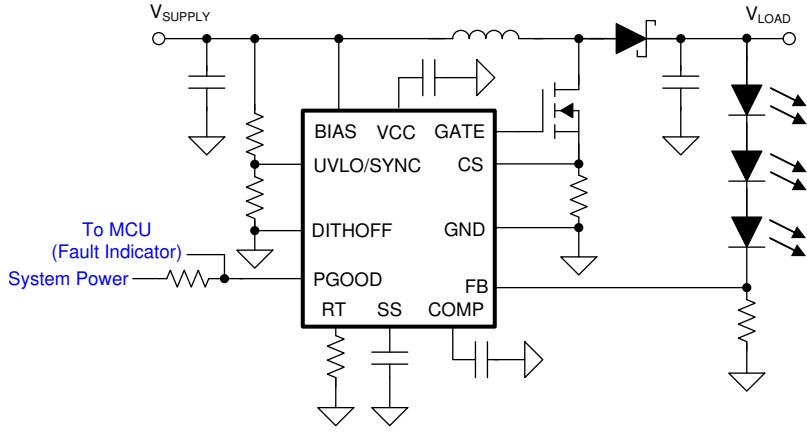 VSUPPLY
VLOAD
BIAS VCC GATE
UVLO/SYNC CS
DITHOFF GND
To MCU
(Fault Indicator)
System Power
PGOOD FB
RT SS COMP